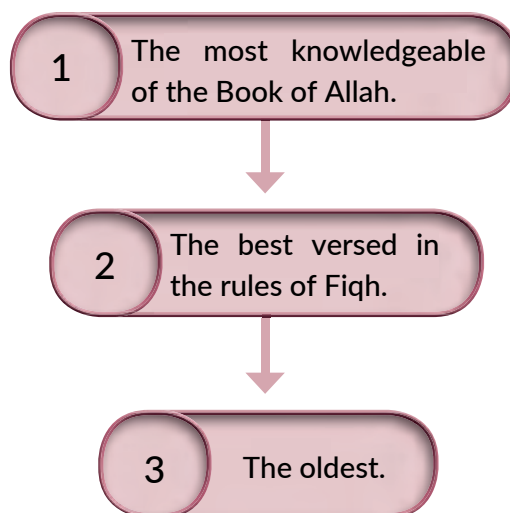 1
The most knowledgeable
of the Book of Allah.
2
The best versed in
the rules of Fiqh.
3
The oldest.